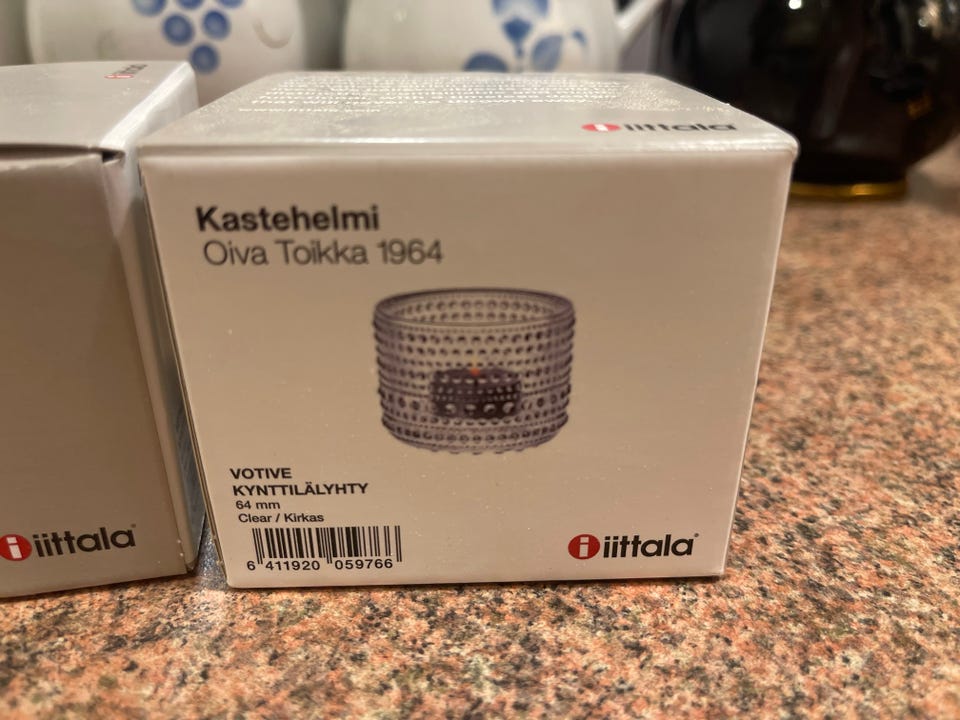 iittala
Kastehelmi
Oiva Toikka 1964
VOTIVE
KYNTTILÄLYHTY
64 mm
Clear / Kirkas
6 411920 059766
iittala
iittala